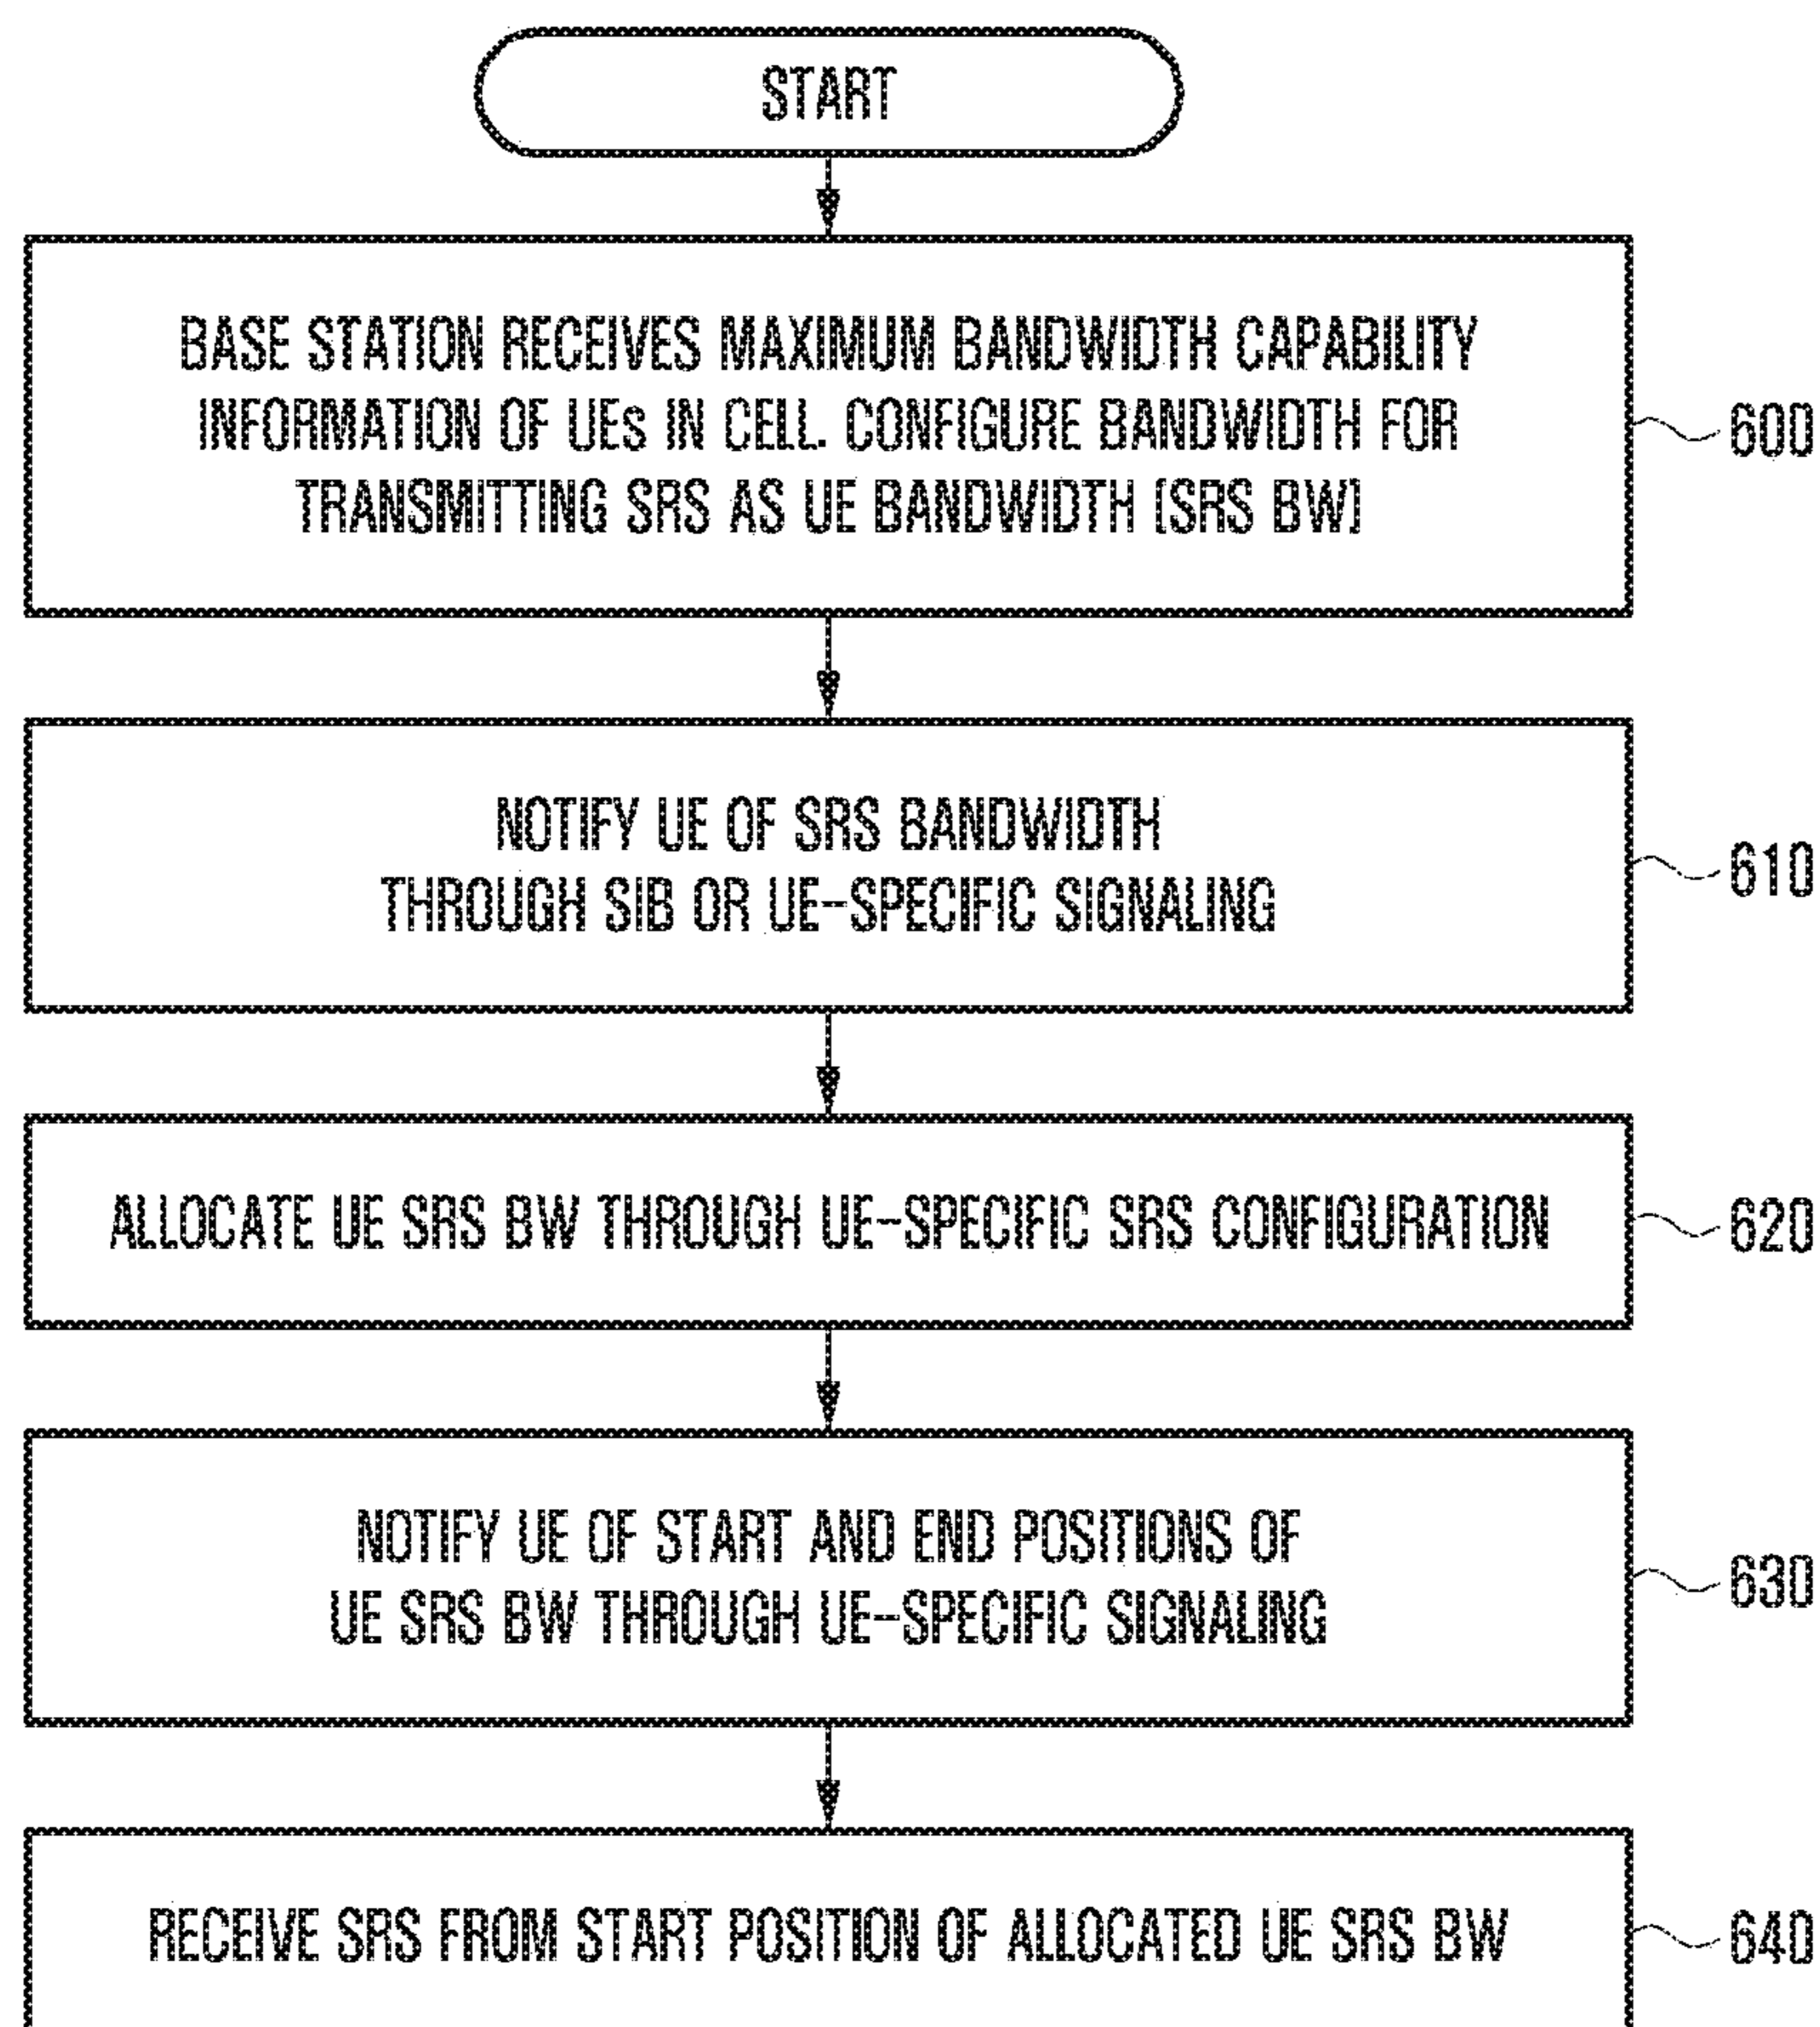 START
BASE STATION RECEIVES MAXIMUM BANDWIDTH CAPABILITY
INFORMATION OF UEs IN CELL. CONFIGURE BANDWIDTH FOR
TRANSMITTING SRS AS UE BANDWIDTH (SRS BW)
600
NOTIFY UE OF SRS BANDWIDTH
THROUGH SIB OR UE-SPECIFIC SIGNALING
610
ALLOCATE UE SRS BW THROUGH UE-SPECIFIC SRS CONFIGURATION
620
NOTIFY UE OF START AND END POSITIONS OF
UE SRS BW THROUGH UE-SPECIFIC SIGNALING
630
RECEIVE SRS FROM START POSITION OF ALLOCATED UE SRS BW
640